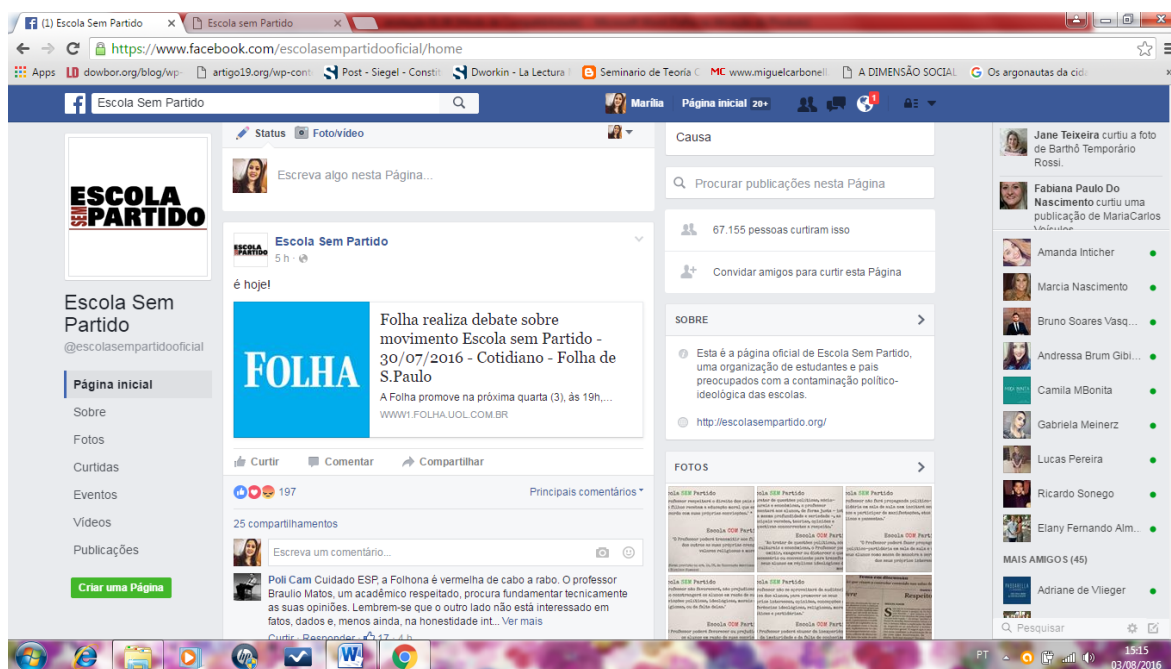 (1) Escola Sem Partido
Escola sem Partido
https://www.facebook.com/escolasempartidooficial/home
Apps
dowbor.org/blog/wp-
artigo19.org/wp-cont
Post - Siegel - Constit
Dworkin - La Lectura
Seminario de Teoría C
MC www.miguelcarbonell
A DIMENSÃO SOCIAL
Os argonautas da cid
Escola Sem Partido
Marília
Página inicial 20+
1
ESCOLA
SEM PARTIDO
Escola Sem
Partido
@escolasempartidooficial
Página inicial
Sobre
Fotos
Curtidas
Eventos
Vídeos
Publicações
Criar uma Página
Status
Foto/vídeo
Escreva algo nesta Página...
ESCOLA
SEM PARTIDO
Escola Sem Partido
5 h
é hoje!
FOLHA
Folha realiza debate sobre
movimento Escola sem Partido -
30/07/2016 - Cotidiano - Folha de
S.Paulo
A Folha promove na próxima quarta (3), às 19h,...
WWW1.FOLHA.UOL.COM.BR
Curtir
Comentar
Compartilhar
197
Principais comentários
25 compartilhamentos
Escreva um comentário...
Poli Cam Cuidado ESP, a Folhona é vermelha de cabo a rabo. O professor
Braulio Matos, um acadêmico respeitado, procura fundamentar tecnicamente
as suas opiniões. Lembrem-se que o outro lado não está interessado em
fatos, dados e, menos ainda, na honestidade int... Ver mais
Curtir · Responder · 17 · 4 h
Causa
Procurar publicações nesta Página
67.155 pessoas curtiram isso
Convidar amigos para curtir esta Página
SOBRE
Esta é a página oficial de Escola Sem Partido,
uma organização de estudantes e pais
preocupados com a contaminação político-
ideológica das escolas.
http://escolasempartido.org/
FOTOS
Jane Teixeira curtiu a foto
de Barthô Temporário
Rossi.
Fabiana Paulo Do
Nascimento curtiu uma
publicação de MariaCarlos
Veículos
Amanda Inticher
Marcia Nascimento
Bruno Soares Vasq...
Andressa Brum Gibi...
Camila MBonita
Gabriela Meinerz
Lucas Pereira
Ricardo Sonego
Elany Fernando Alm...
MAIS AMIGOS (45)
Adriane de Vlieger
Pesquisar
PT
15:15
03/08/2016